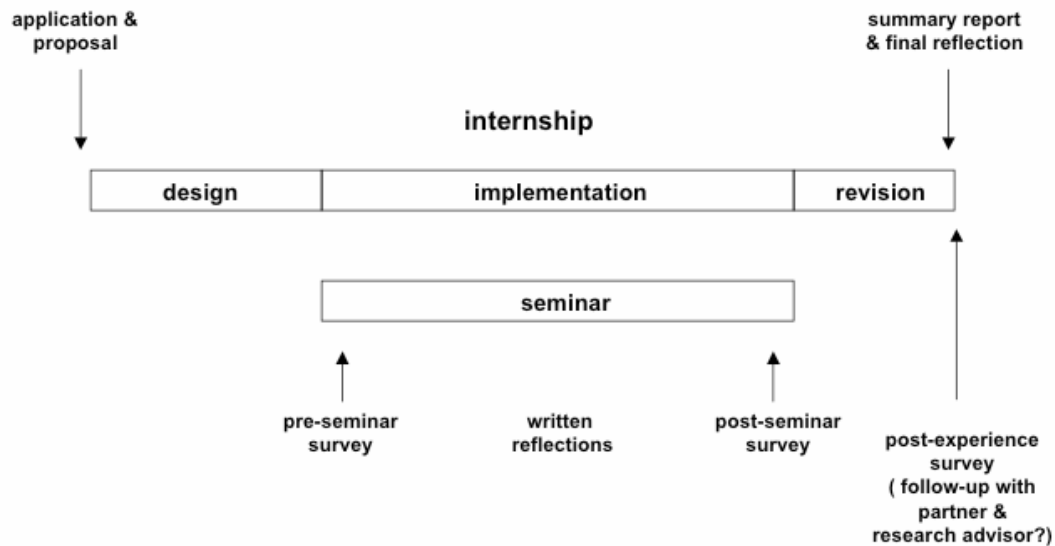 application &
proposal
summary report
& final reflection
internship
design
implementation
revision
seminar
pre-seminar
survey
written
reflections
post-seminar
survey
post-experience
survey
( follow-up with
partner &
research advisor?)